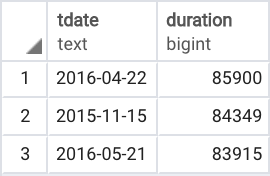 tdate duration
text bigint
1 2016-04-22 85900
2 2015-11-15 84349
3 2016-05-21 83915